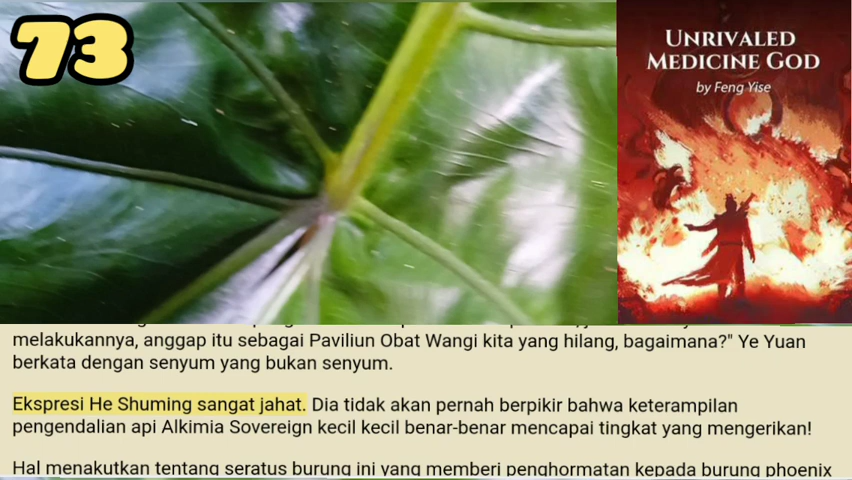 73
UNRIVALED
MEDICINE GOD
by Feng Yise
melakukannya, anggap itu sebagai Paviliun Obat Wangi kita yang hilang, bagaimana?" Ye Yuan
berkata dengan senyum yang bukan senyum.
Ekspresi He Shuming sangat jahat. Dia tidak akan pernah berpikir bahwa keterampilan
pengendalian api Alkimia Sovereign kecil kecil benar-benar mencapai tingkat yang mengerikan!
Hal menakutkan tentang seratus burung ini yang memberi penghormatan kepada burung phoenix